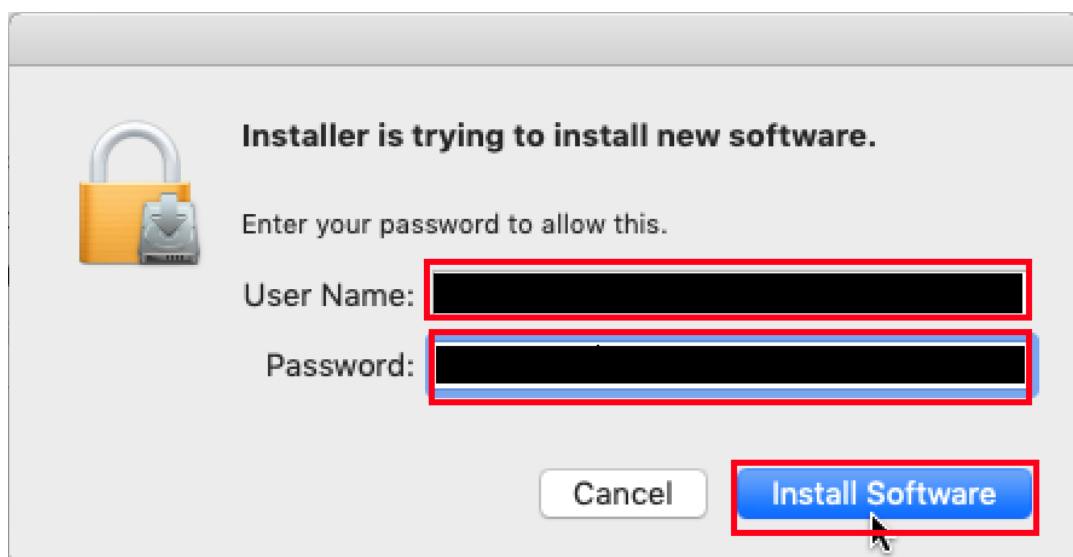 Installer is trying to install new software.
Enter your password to allow this.
User Name:
Password:
Cancel
Install Software